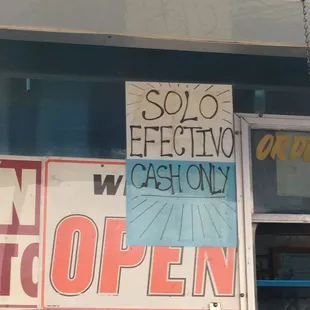 SOLO
EFECTIVO
CASH ONLY
OPEN